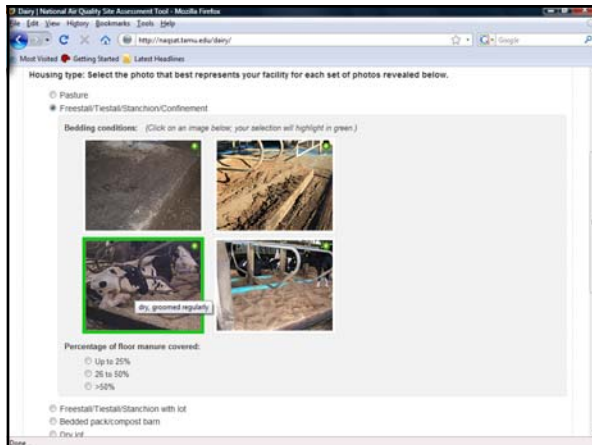 Dairy | National Air Quality Site Assessment Tool - Mozilla Firefox
File Edit View History Bookmarks Tools Help
http://naqsat.tamu.edu/dairy/
Google
Most Visited Getting Started Latest Headlines
Housing type: Select the photo that best represents your facility for each set of photos revealed below.
Pasture
Freestall/Tiestall/Stanchion/Confinement
Bedding conditions: (Click on an image below; your selection will highlight in green.)
dry, groomed regularly
Percentage of floor manure covered:
Up to 25%
26 to 50%
>50%
Freestall/Tiestall/Stanchion with lot
Bedded pack/compost barn
Dry lot
Done